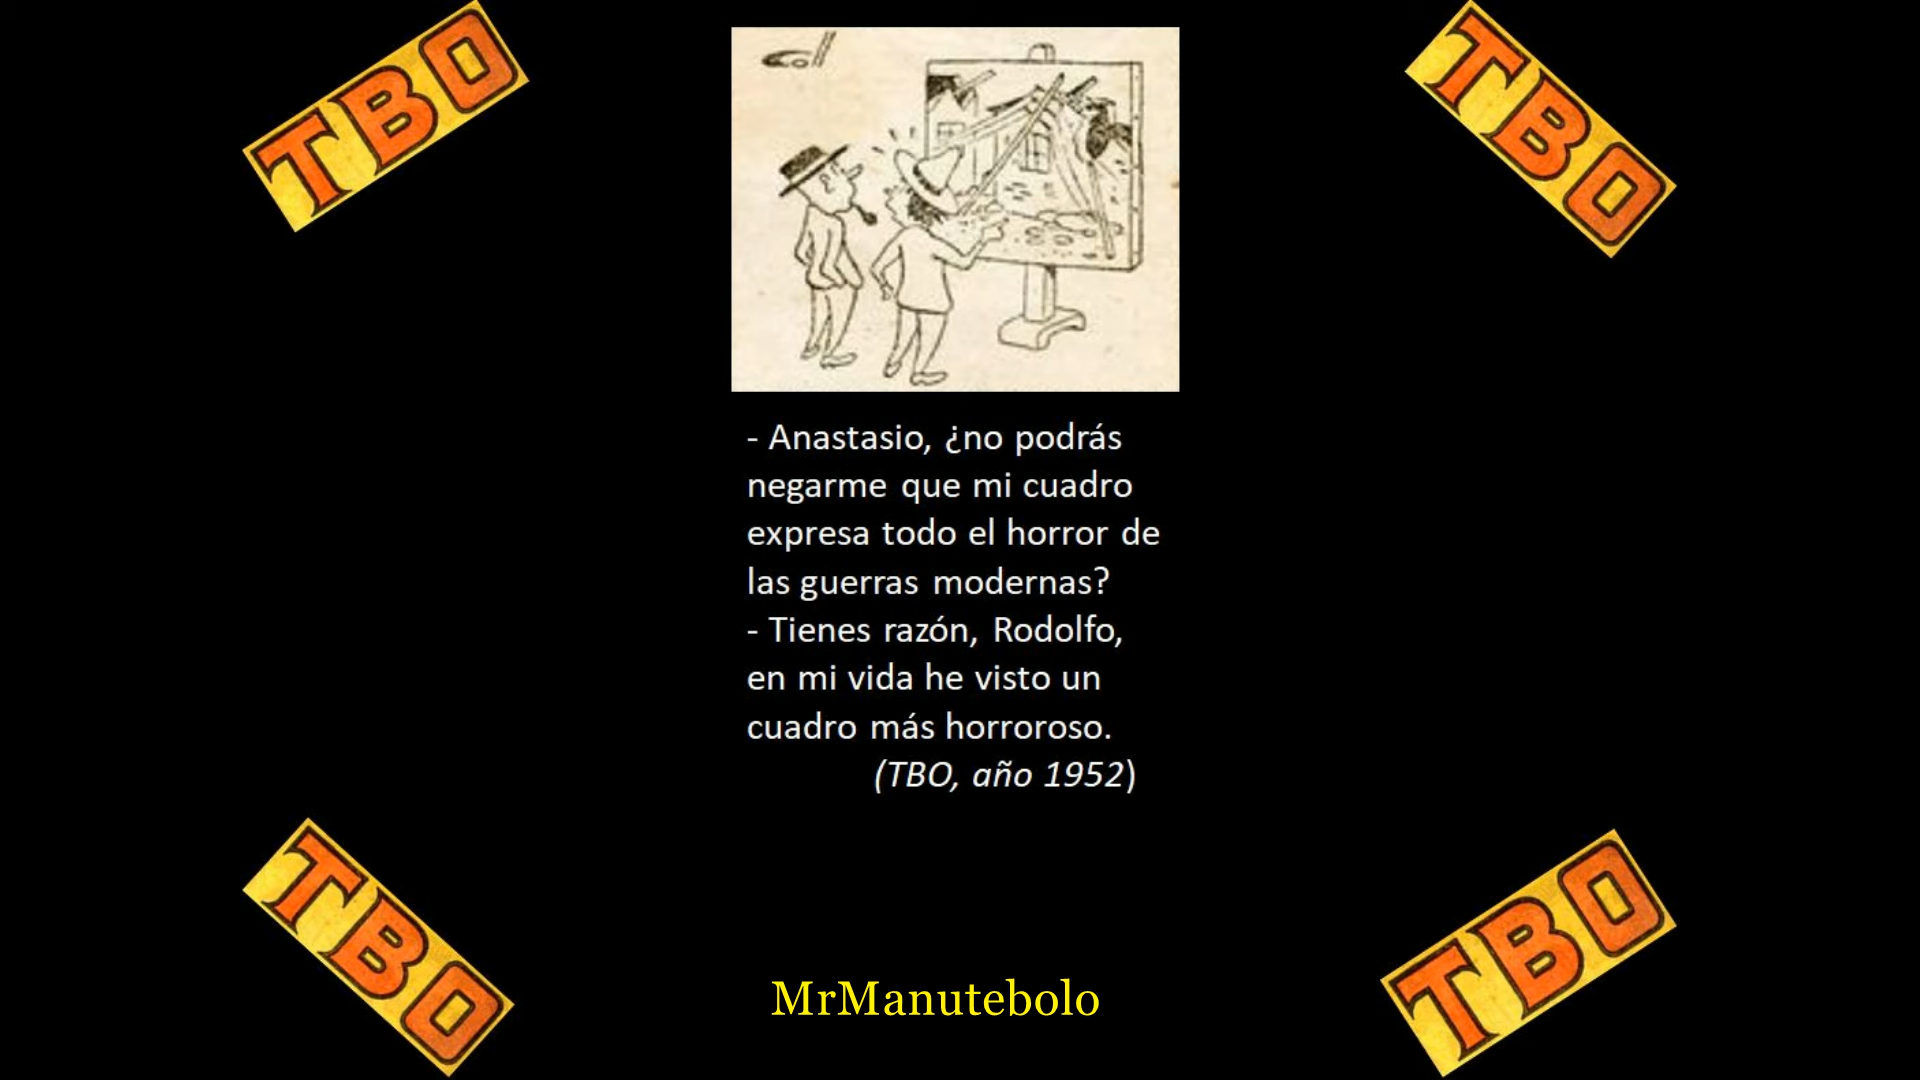 TBO
TBO
Coll
- Anastasio, ¿no podrás
negarme que mi cuadro
expresa todo el horror de
las guerras modernas?
- Tienes razón, Rodolfo,
en mi vida he visto un
cuadro más horroroso.
(TBO, año 1952)
TBO
TBO
MrManutebolo